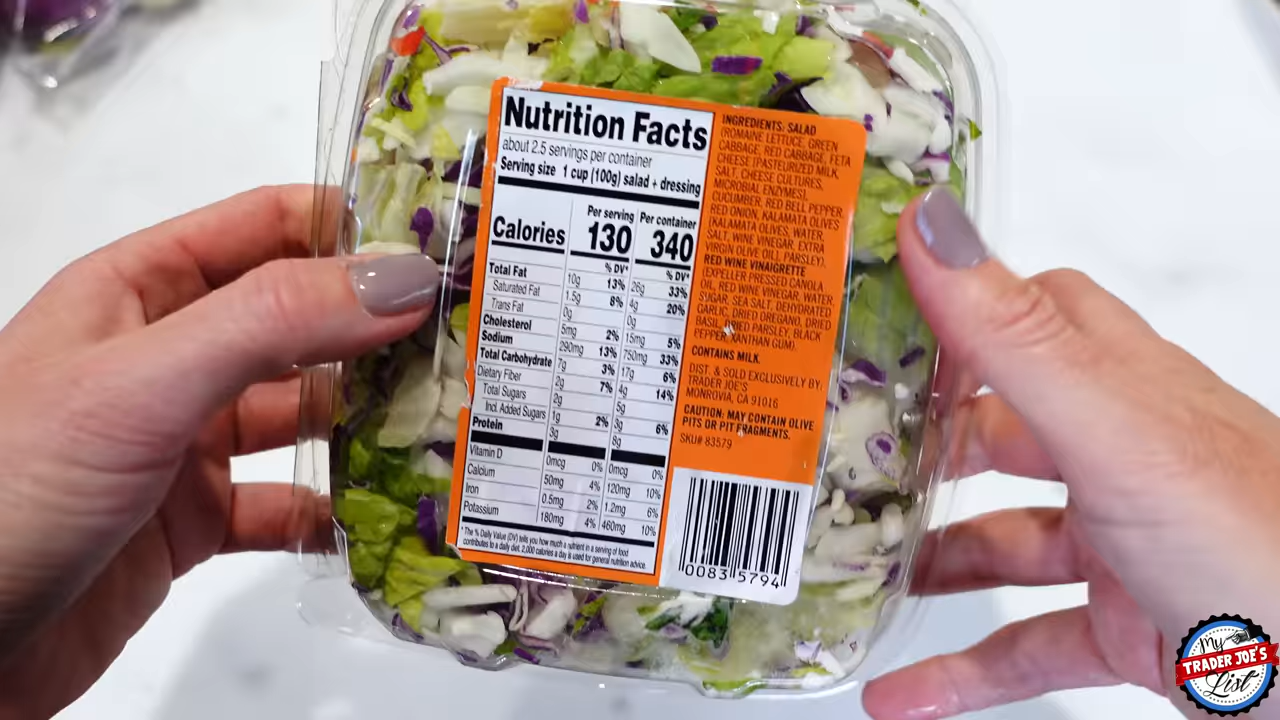 Nutrition Facts
about 2.5 servings per container
Serving size 1 cup (100g) salad + dressing
Per serving Per container
Calories 130 340
% DV* % DV*
Total Fat 10g 13% 26g 33%
Saturated Fat 1.5g 8% 4g 20%
Trans Fat 0g 0g
Cholesterol 5mg 2% 15mg 5%
Sodium 290mg 13% 750mg 33%
Total Carbohydrate 7g 3% 17g 6%
Dietary Fiber 2g 7% 4g 14%
Total Sugars 2g 5g
Incl. Added Sugars 1g 2% 3g 6%
Protein 3g 8g
Vitamin D 0mcg 0% 0mcg 0%
Calcium 50mg 4% 120mg 10%
Iron 0.5mg 2% 1.2mg 6%
Potassium 180mg 4% 460mg 10%
* The % Daily Value (DV) tells you how much a nutrient in a serving of food
contributes to a daily diet. 2,000 calories a day is used for general nutrition advice.
INGREDIENTS: SALAD
(ROMAINE LETTUCE, GREEN
CABBAGE, RED CABBAGE, FETA
CHEESE [PASTEURIZED MILK,
SALT, CHEESE CULTURES,
MICROBIAL ENZYMES],
CUCUMBER, RED BELL PEPPER,
RED ONION, KALAMATA OLIVES
[KALAMATA OLIVES, WATER,
SALT, WINE VINEGAR, EXTRA
VIRGIN OLIVE OIL], PARSLEY),
RED WINE VINAIGRETTE
(EXPELLER-PRESSED CANOLA
OIL, RED WINE VINEGAR, WATER,
SUGAR, SEA SALT, DEHYDRATED
GARLIC, DRIED OREGANO, DRIED
BASIL, DRIED PARSLEY, BLACK
PEPPER, XANTHAN GUM).
CONTAINS MILK.
DIST. & SOLD EXCLUSIVELY BY:
TRADER JOE'S
MONROVIA, CA 91016
CAUTION: MAY CONTAIN OLIVE
PITS OR PIT FRAGMENTS.
SKU# 83579
0083 5794
My
TRADER JOE'S
List